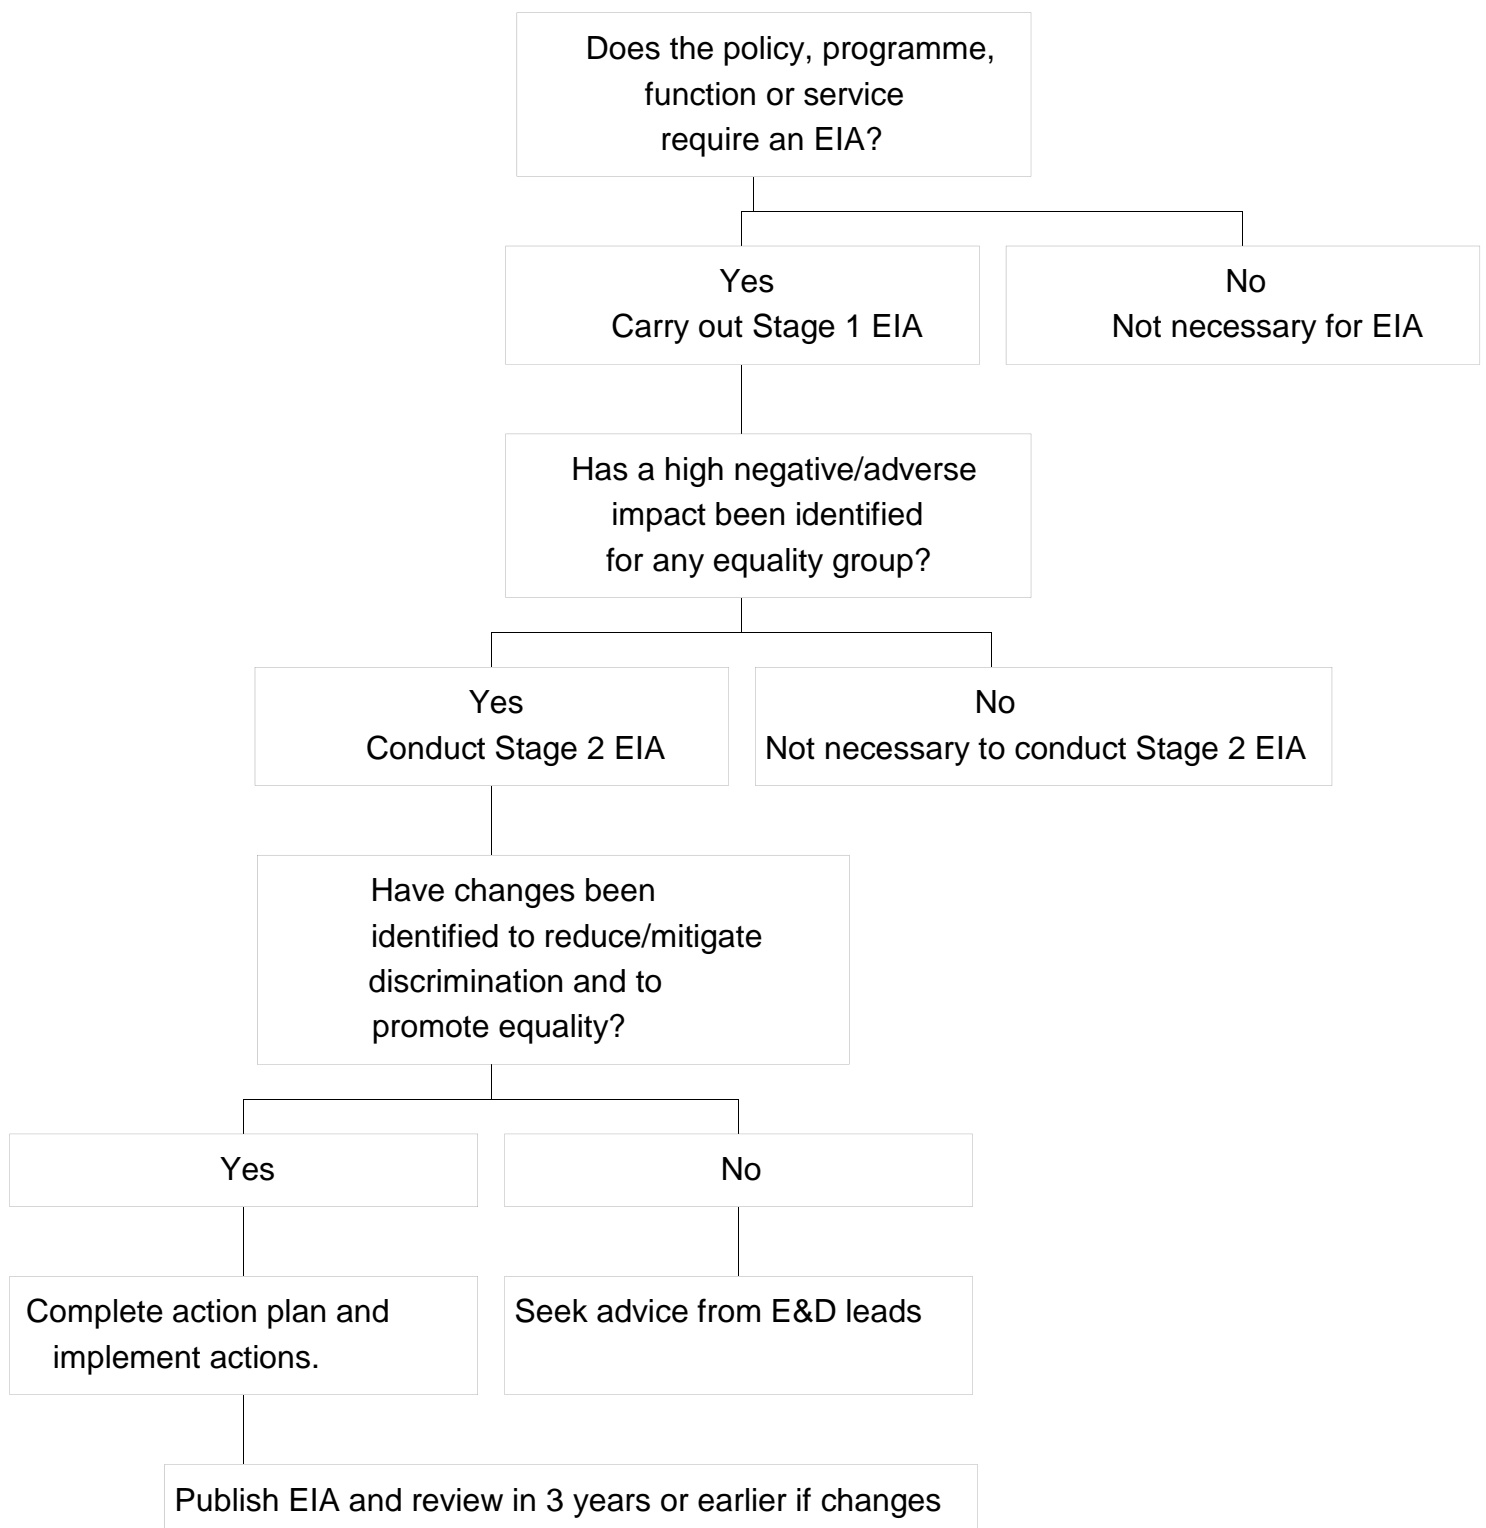 Does the policy, programme,
function or service
require an EIA?
Yes
Carry out Stage 1 EIA
No
Not necessary for EIA
Has a high negative/adverse
impact been identified
for any equality group?
Yes
Conduct Stage 2 EIA
No
Not necessary to conduct Stage 2 EIA
Have changes been
identified to reduce/mitigate
discrimination and to
promote equality?
Yes
No
Complete action plan and
implement actions.
Seek advice from E&D leads
Publish EIA and review in 3 years or earlier if changes